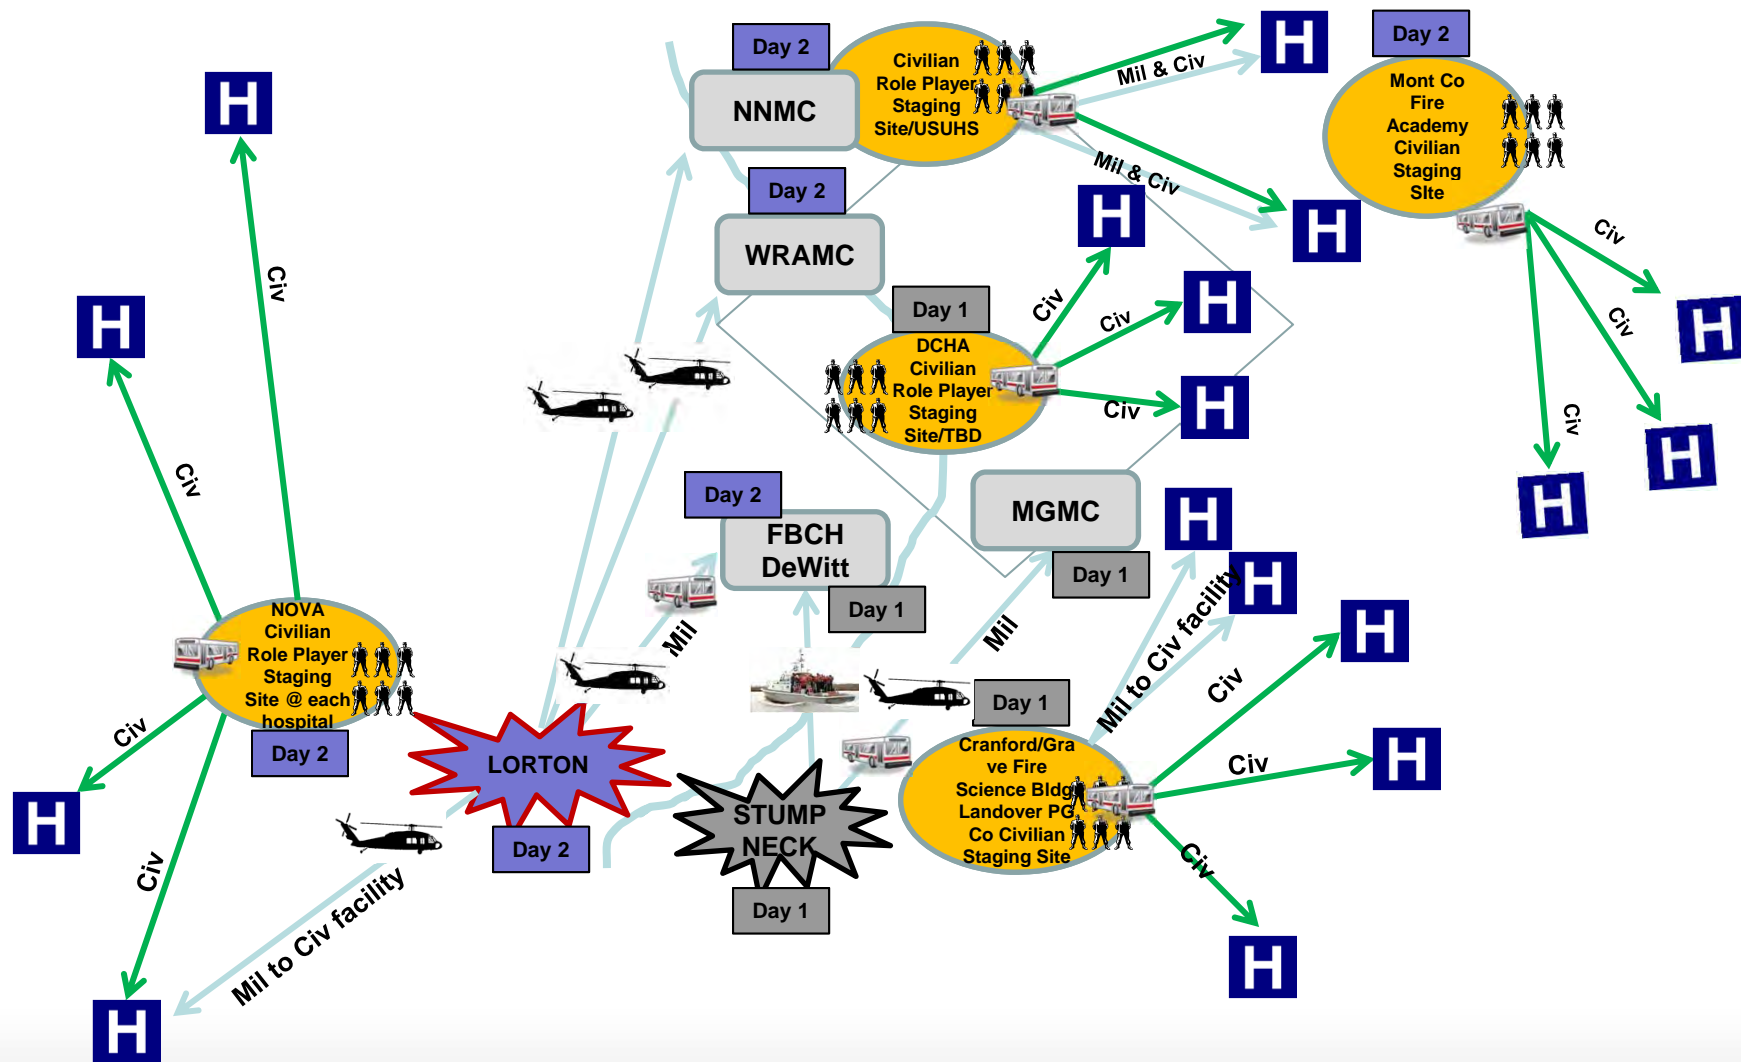 Day 2
Civilian
Role Player
Staging
Site/USUHS
NNMC
H
Mil & Civ
Mil & Civ
H
Day 2
Mont Co
Fire
Academy
Civilian
Staging
SIte
Civ
Civ
Civ
H
H
H
H
Civ
H
Civ
Day 2
WRAMC
Day 1
DCHA
Civilian
Role Player
Staging
Site/TBD
H
Civ
H
Civ
H
Civ
Day 2
FBCH
DeWitt
Day 1
Mil
MGMC
Day 1
Mil
H
H
Mil to Civ facility
NOVA
Civilian
Role Player
Staging
Site @ each
hospital
Day 2
Civ
H
Civ
H
LORTON
Day 2
Mil to Civ facility
STUMP
NECK
Day 1
Day 1
Cranford/Gra
ve Fire
Science Bldg
Landover PG
Co Civilian
Staging Site
Civ
H
Civ
H
Civ
H